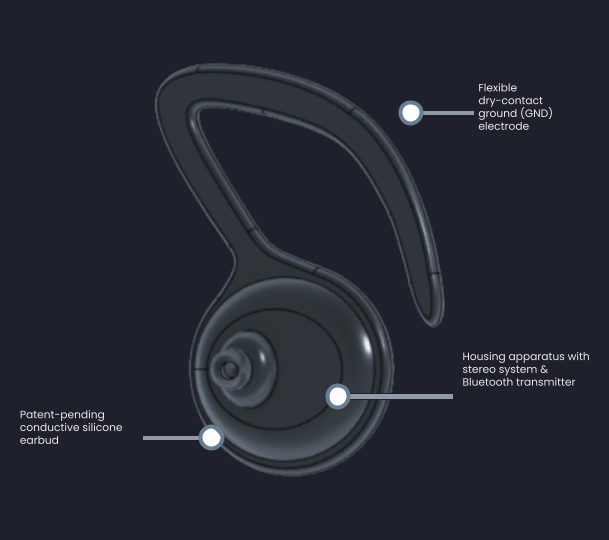 Flexible
dry-contact
ground (GND)
electrode
Housing apparatus with
stereo system &
Bluetooth transmitter
Patent-pending
conductive silicone
earbud